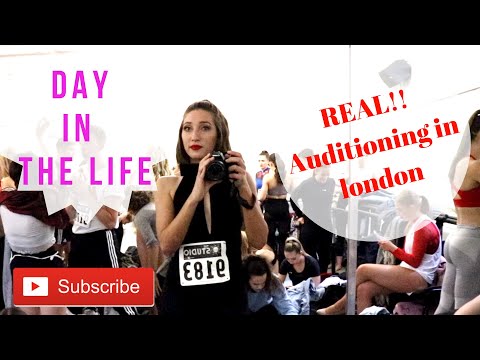 DAY
IN
THE LIFE
REAL!!
Auditioning in
london
STUDIO
9183
Subscribe